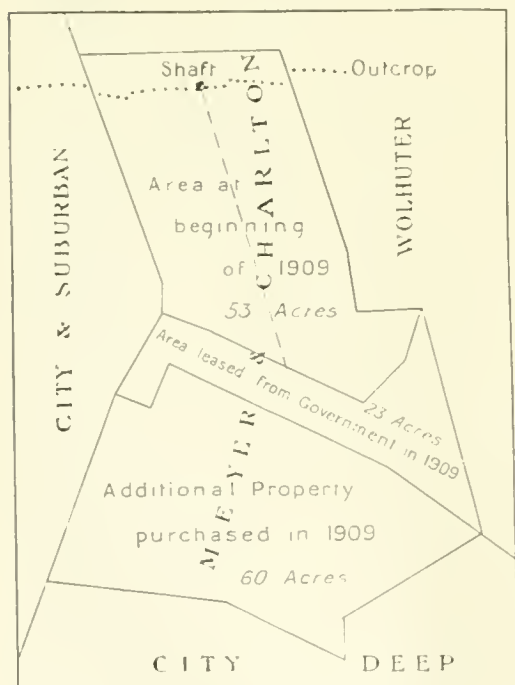 Shaft
Outcrop
CITY & SUBURBAN
MEYER & CHARLTON
WOLHUTER
Area at
beginning
of 1909
53 Acres
Area leased from Government in 1909
23 Acres
Additional Property
purchased in 1909
60 Acres
CITY DEEP